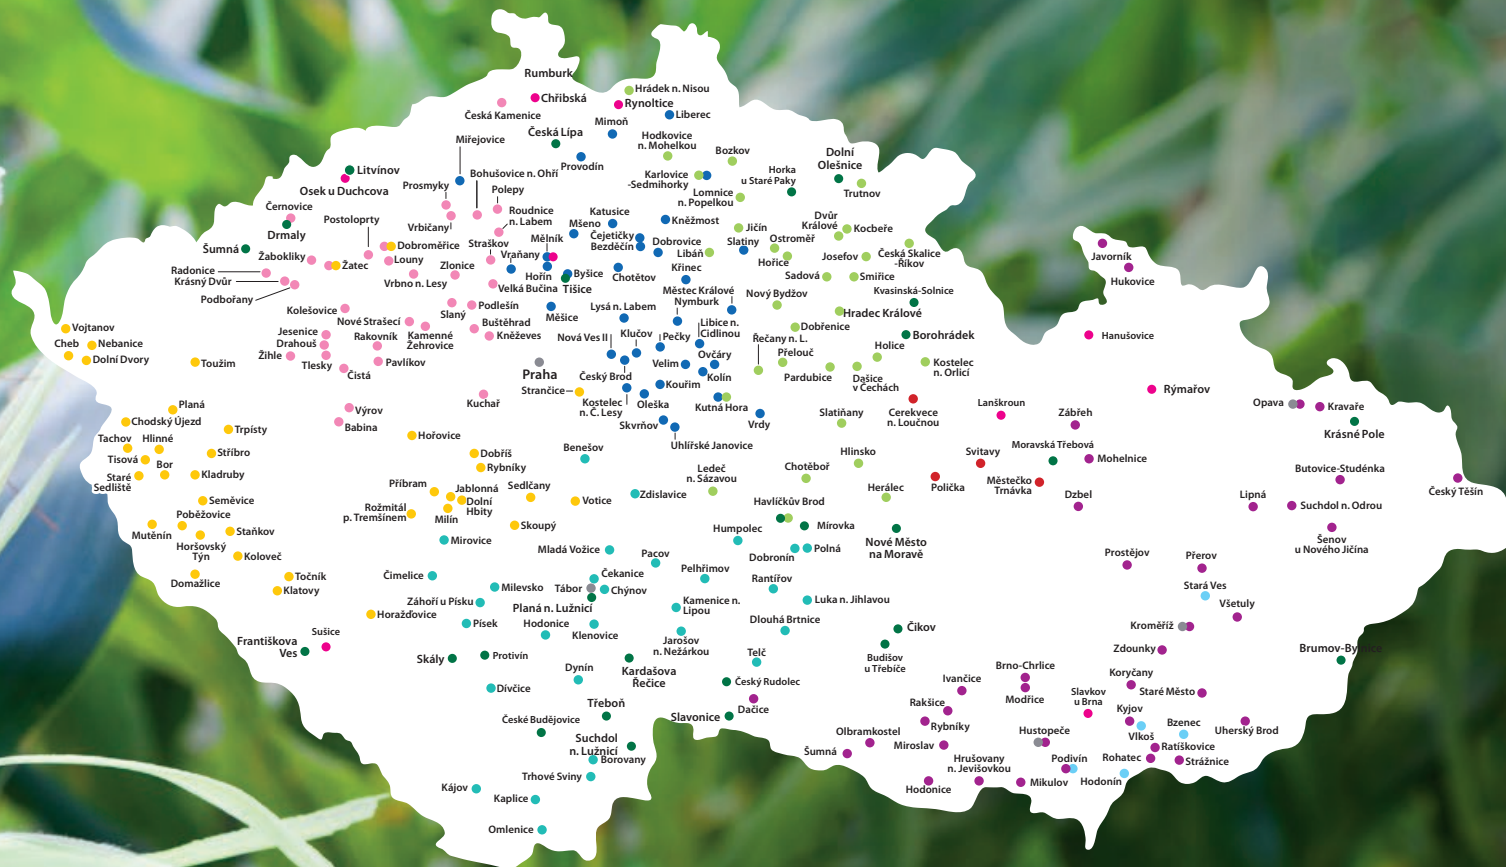 Rumburk
Hrádek n. Nisou
Chřibská
Rynoltice
Česká Kamenice
Liberec
Mimoň
Česká Lípa
Hodkovice
n. Mohelkou
Miřejovice
Bozkov
Dolní
Olešnice
Provodín
Litvínov
Bohušovice n. Ohří
Karlovice
-Sedmihorky
Horka
u Staré Paky
Osek u Duchcova
Prosmyky
Polepy
Lomnice
n. Popelkou
Trutnov
Černovice
Postoloprty
Roudnice
n. Labem
Katusice
Kněžmost
Dvůr
Králové
Drmaly
Vrbičany
Mšeno
Jičín
Kocbeře
Šumná
Dobroměřice
Straškov
Mělník
Čejetičky
Bezděčín
Dobrovice
Slatiny
Ostroměř
Česká Skalice
-Říkov
Javorník
Žabokliky
Žatec
Louny
Zlonice
Vraňany
Libáň
Hořice
Josefov
Radonice
Krásný Dvůr
Vrbno n. Lesy
Hořín
Byšice
Chotětov
Křinec
Sadová
Smiřice
Hukovice
Podbořany
Velká Bučina
Tišice
Městec Králové
Nový Bydžov
Kvasinská-Solnice
Kolešovice
Podlešín
Slaný
Měšice
Lysá n. Labem
Nymburk
Hradec Králové
Vojtanov
Nové Strašecí
Buštěhrad
Libice n.
Cidlinou
Dobřenice
Cheb
Nebanice
Jesenice
Drahouš
Rakovník
Kamenné
Žehrovice
Kněževes
Nová Ves II
Klučov
Pečky
Řečany n. L.
Borohrádek
Hanušovice
Dolní Dvory
Toužim
Žihle
Tlesky
Pavlíkov
Čistá
Praha
Velim
Ovčáry
Přelouč
Holice
Kostelec
n. Orlicí
Český Brod
Kolín
Pardubice
Dašice
v Čechách
Strančice
Kouřim
Rýmařov
Kuchař
Kostelec
n. Č. Lesy
Oleška
Kutná Hora
Opava
Kravaře
Planá
Výrov
Slatiňany
Cerekvece
n. Loučnou
Lanškroun
Zábřeh
Chodský Újezd
Babina
Skvrňov
Vrdy
Krásné Pole
Trpísty
Hořovice
Uhlířské Janovice
Tachov
Hlinné
Benešov
Hlinsko
Svitavy
Moravská Třebová
Mohelnice
Tisová
Bor
Stříbro
Dobříš
Rybníky
Ledeč
n. Sázavou
Chotěboř
Butovice-Studénka
Staré
Sedliště
Kladruby
Příbram
Jablonná
Dolní
Hbity
Sedlčany
Zdislavice
Herálec
Polička
Městečko
Trnávka
Dzbel
Lipná
Český Těšín
Seměvice
Rožmitál
p. Tremšínem
Milín
Votice
Havlíčkův Brod
Suchdol n. Odrou
Poběžovice
Skoupý
Mírovka
Mutěnín
Staňkov
Humpolec
Nové Město
na Moravě
Šenov
u Nového Jičína
Horšovský
Týn
Koloveč
Mirovice
Mladá Vožice
Pacov
Dobronín
Polná
Prostějov
Přerov
Domažlice
Točník
Čimelice
Čekanice
Pelhřimov
Rantířov
Stará Ves
Klatovy
Milevsko
Tábor
Chýnov
Všetuly
Horažďovice
Záhoří u Písku
Planá n. Lužnicí
Kamenice n.
Lipou
Luka n. Jihlavou
Písek
Hodonice
Klenovice
Dlouhá Brtnice
Čikov
Kroměříž
Sušice
Františkova
Ves
Jarošov
n. Nežárkou
Telč
Budišov
u Třebíče
Zdounky
Brumov-Bylnice
Skály
Protivín
Dynín
Kardašova
Řečice
Brno-Chrlice
Koryčany
Dívčice
Český Rudolec
Ivančice
Modřice
Slavkov
u Brna
Staré Město
Třeboň
Dačice
Rakšice
Kyjov
České Budějovice
Slavonice
Rybníky
Hustopeče
Vlkoš
Bzenec
Uherský Brod
Suchdol
n. Lužnicí
Olbramkostel
Miroslav
Ratíškovice
Borovany
Šumná
Hrušovany
n. Jevišovkou
Podivín
Rohatec
Strážnice
Trhové Sviny
Kájov
Hodonice
Mikulov
Hodonín
Kaplice
Omlenice